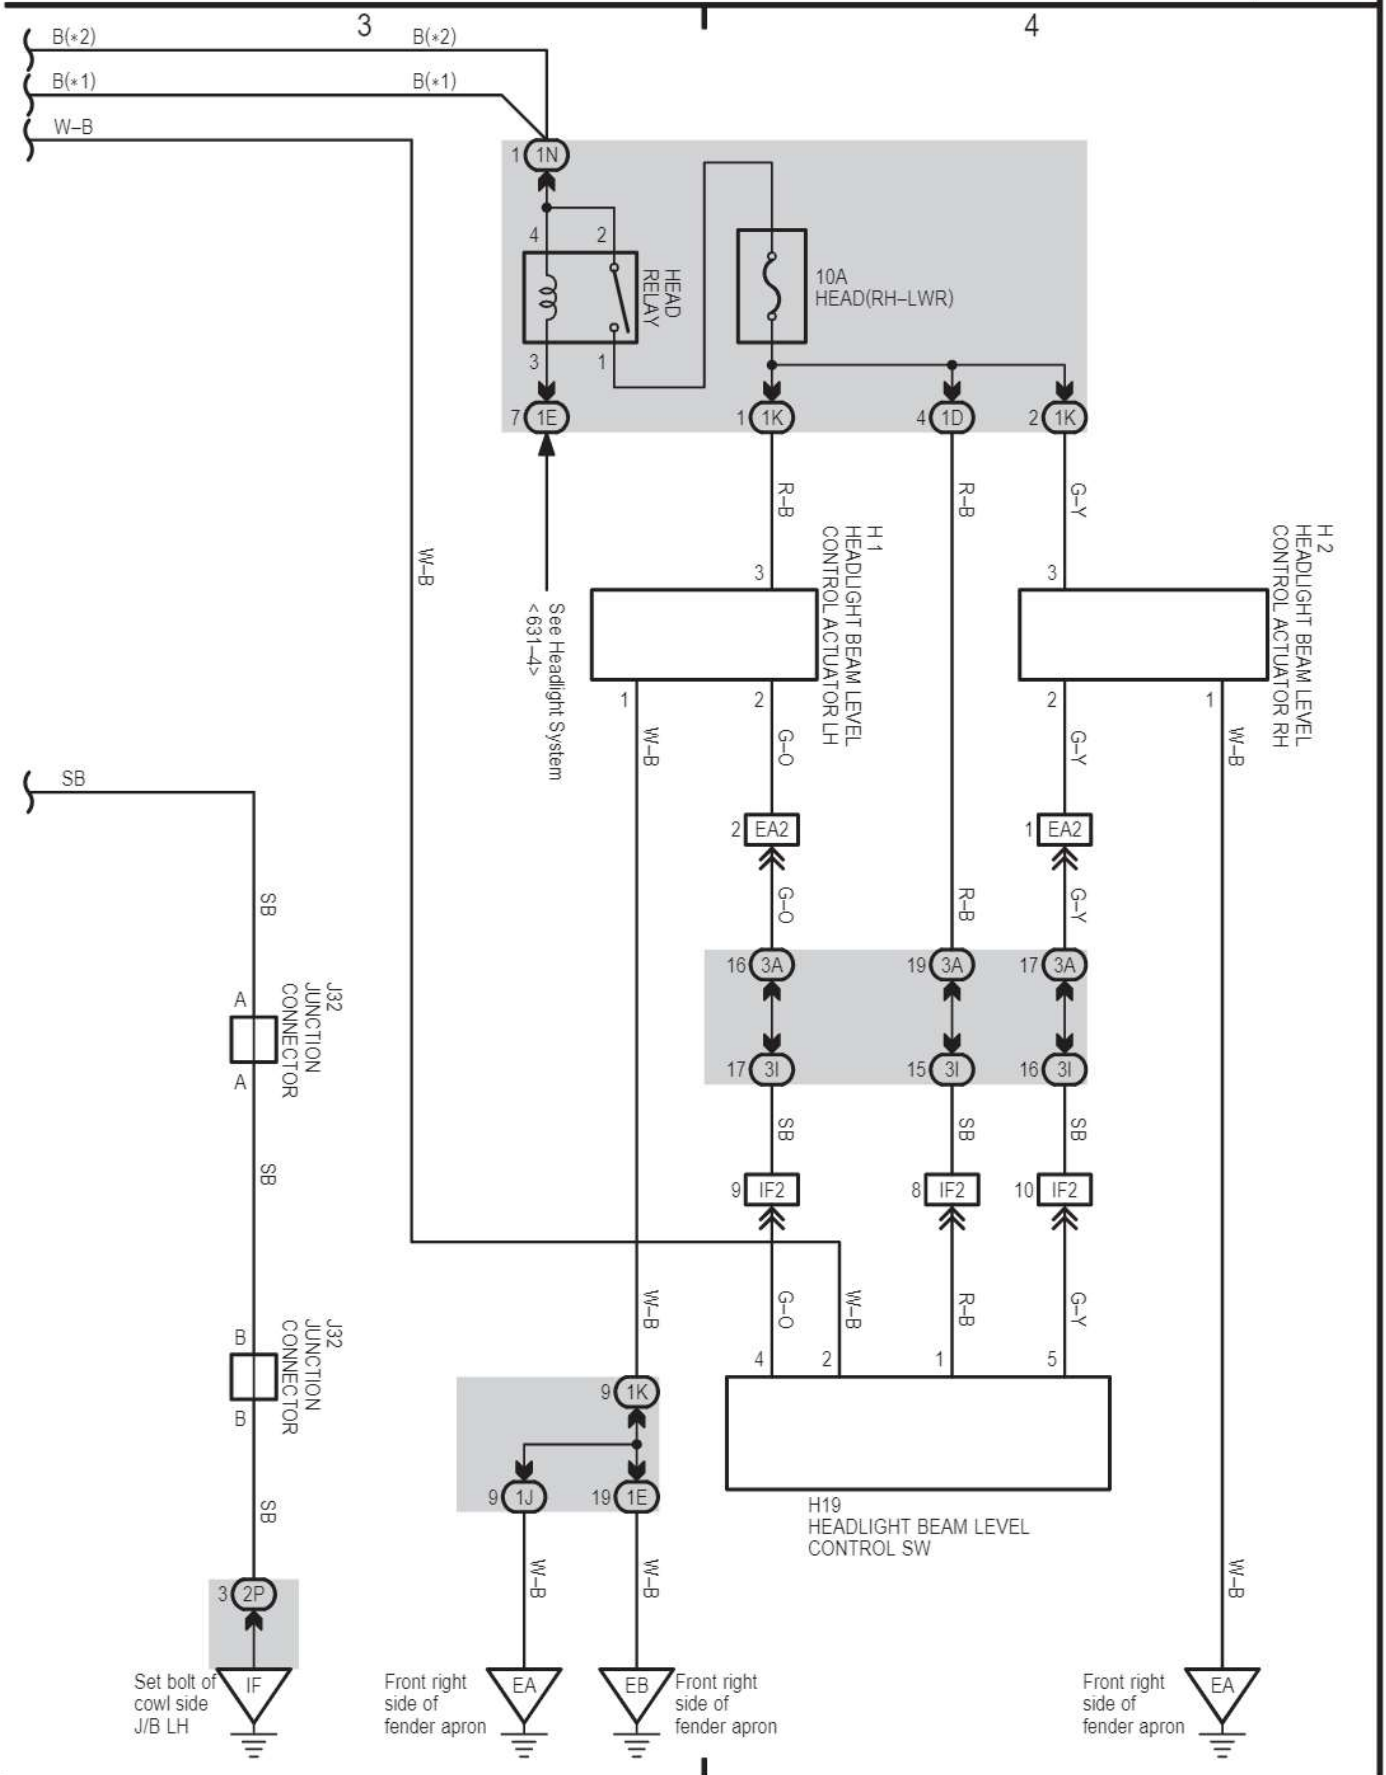 3
4
B(*2)
B(*2)
B(*1)
B(*1)
W–B
1 1N
4
2
HEAD
RELAY
10A
HEAD(RH–LWR)
3
1
7 1E
1 1K
4 1D
2 1K
R–B
R–B
G–Y
W–B
See Headlight System
<631–4>
H 1
HEADLIGHT BEAM LEVEL
CONTROL ACTUATOR LH
H 2
HEADLIGHT BEAM LEVEL
CONTROL ACTUATOR RH
3
3
1
2
2
1
W–B
G–O
G–Y
W–B
SB
2 EA2
1 EA2
SB
G–O
R–B
G–Y
16 3A
19 3A
17 3A
J32
JUNCTION
CONNECTOR
A
A
17 3I
15 3I
16 3I
SB
SB
SB
SB
9 IF2
8 IF2
10 IF2
W–B
G–O
W–B
R–B
G–Y
J32
JUNCTION
CONNECTOR
B
B
4
2
1
5
9 1K
9 1J
19 1E
SB
H19
HEADLIGHT BEAM LEVEL
CONTROL SW
W–B
W–B
W–B
3 2P
Set bolt of
cowl side
J/B LH
IF
Front right
side of
fender apron
EA
EB
Front right
side of
fender apron
Front right
side of
fender apron
EA